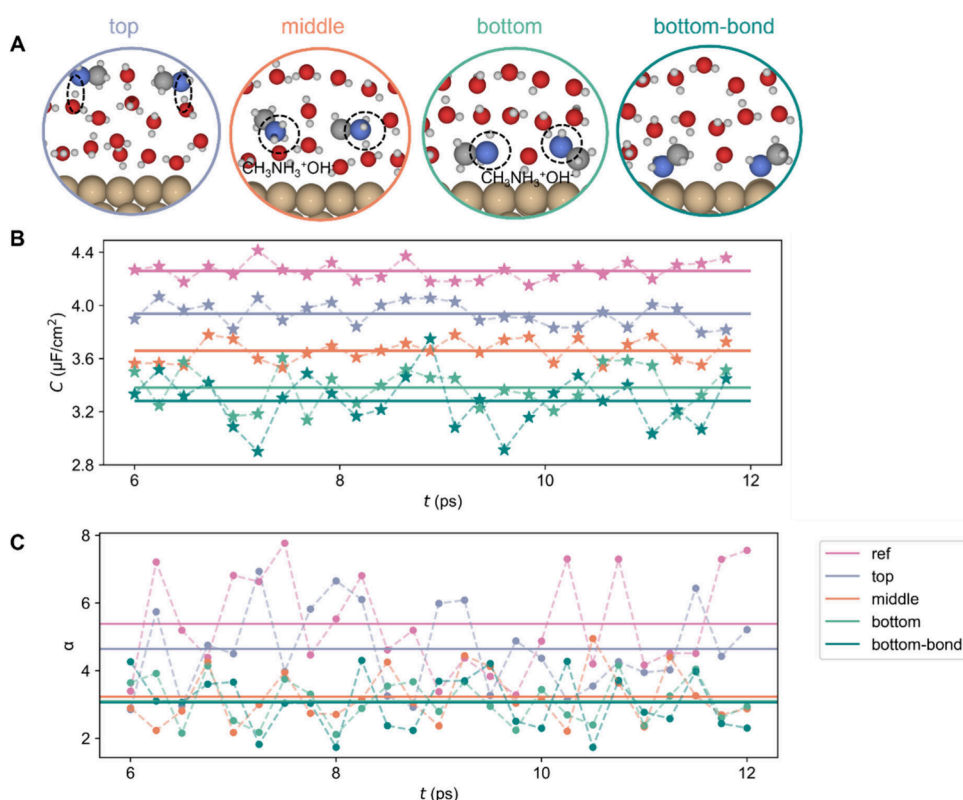 top middle bottom bottom-bond
A
CH₃NH₃⁺OH⁻ CH₃NH₃⁺OH⁻
B
4.4
4.0
3.6
3.2
2.8
C (μF/cm²)
6 8 10 12
t (ps)
C
8
6
4
2
α
6 8 10 12
t (ps)
ref
top
middle
bottom
bottom-bond